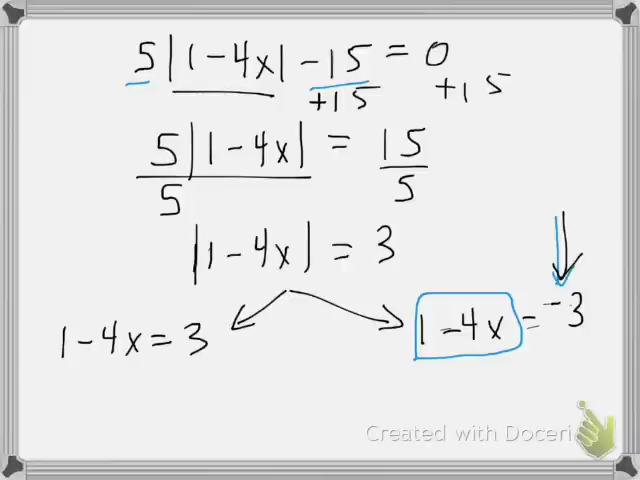 5|1-4x| -15 = 0
+15 +15
5|1-4x| = 15
5 5
|1-4x| = 3
1-4x=3 1-4x=-3
Created with Doceri